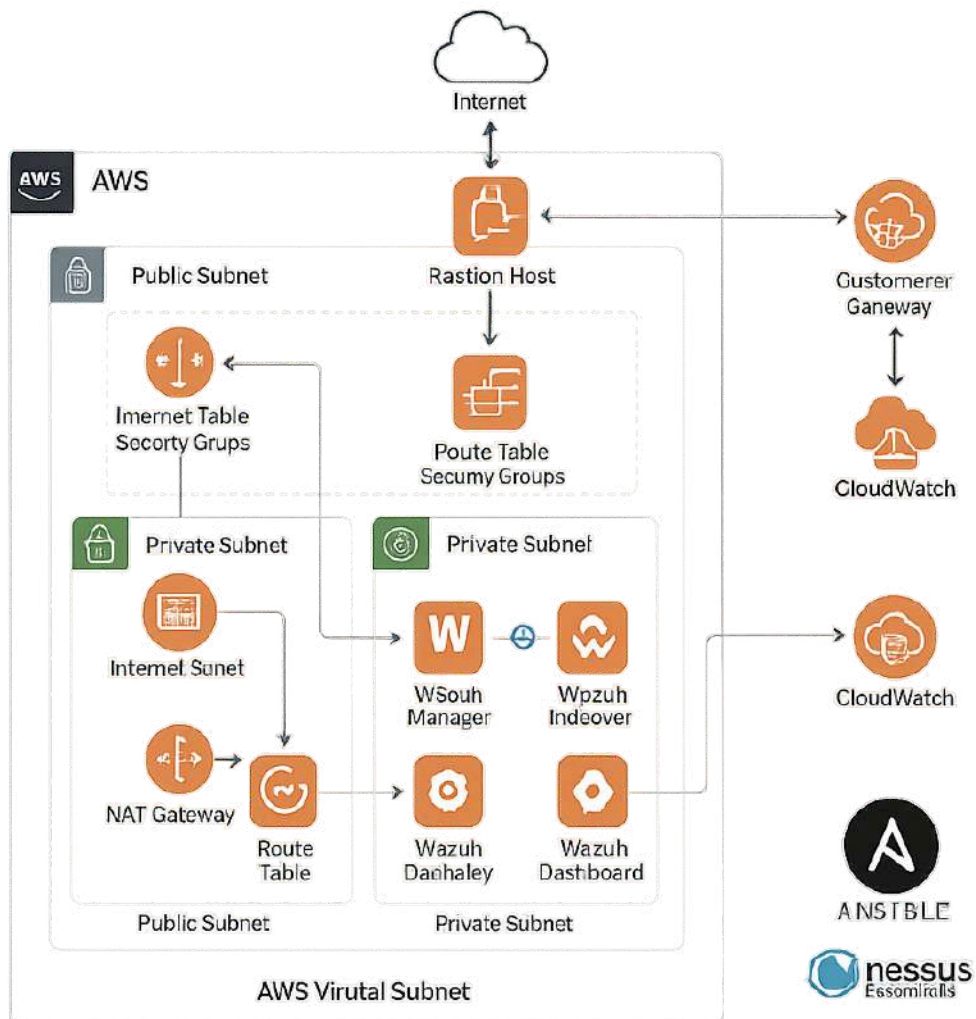 Internet
AWS
AWS
Public Subnet
Rastion Host
Gustomerer
Ganeway
Imernet Table
Secorty Grups
Poute Table
Secumy Groups
CloudWatch
Private Subnet
Private Subnef
Internet Sunet
WSouh
Manager
Wpzuh
Indeover
CloudWatch
NAT Gateway
Route
Table
Wazuh
Danhaley
Wazuh
Dashboard
ANSTBLE
Public Subnet
Private Subnet
nessus
Essomiralls
AWS Virutal Subnet